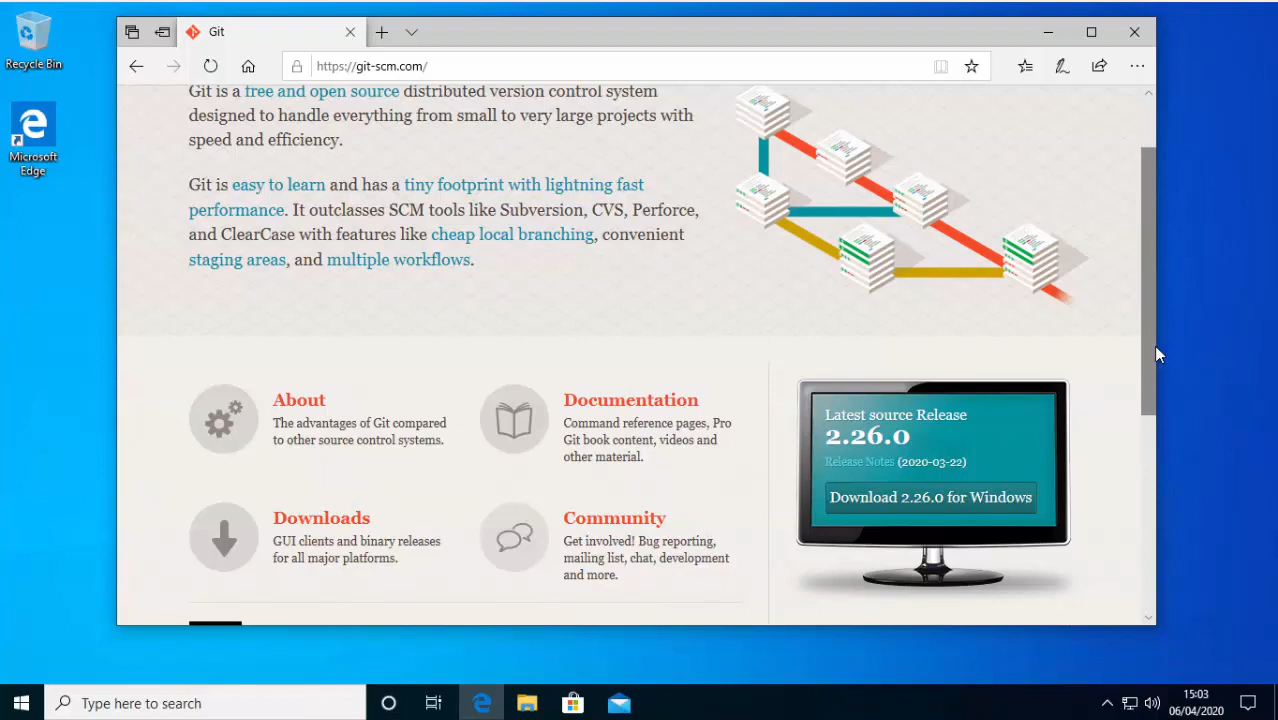 Recycle Bin
Microsoft
Edge
Git
https://git-scm.com/
Git is a free and open source distributed version control system
designed to handle everything from small to very large projects with
speed and efficiency.
Git is easy to learn and has a tiny footprint with lightning fast
performance. It outclasses SCM tools like Subversion, CVS, Perforce,
and ClearCase with features like cheap local branching, convenient
staging areas, and multiple workflows.
About
The advantages of Git compared
to other source control systems.
Documentation
Command reference pages, Pro
Git book content, videos and
other material.
Downloads
GUI clients and binary releases
for all major platforms.
Community
Get involved! Bug reporting,
mailing list, chat, development
and more.
Latest source Release
2.26.0
Release Notes (2020-03-22)
Download 2.26.0 for Windows
Type here to search
15:03
06/04/2020